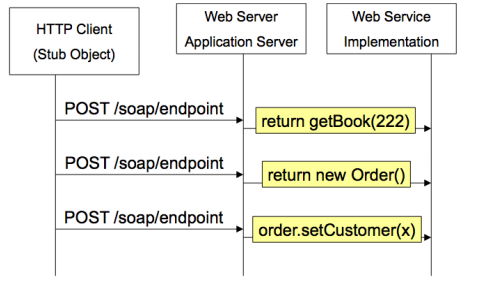 HTTP Client
(Stub Object)
Web Server
Application Server
Web Service
Implementation
POST /soap/endpoint
return getBook(222)
POST /soap/endpoint
return new Order()
POST /soap/endpoint
order.setCustomer(x)